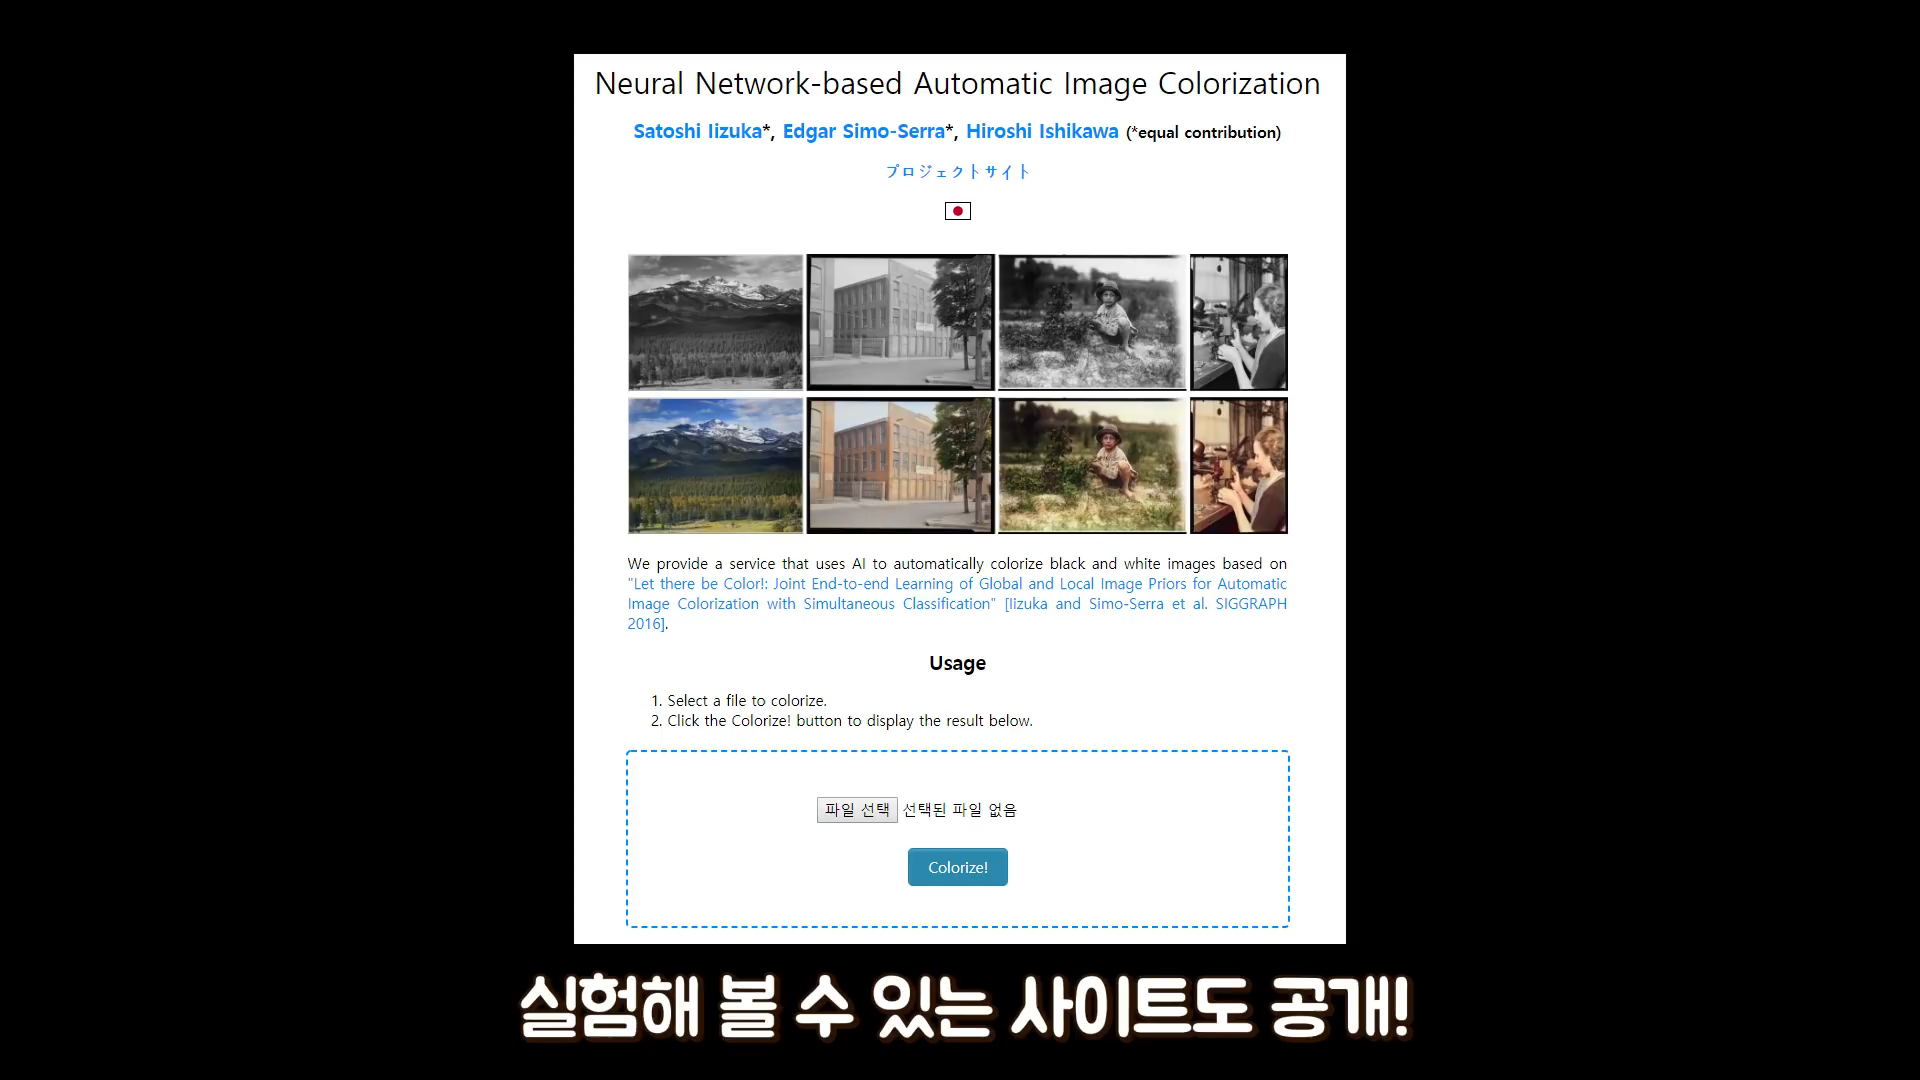 Neural Network-based Automatic Image Colorization
Satoshi Iizuka*, Edgar Simo-Serra*, Hiroshi Ishikawa (*equal contribution)
プロジェクトサイト
We provide a service that uses AI to automatically colorize black and white images based on
"Let there be Color!: Joint End-to-end Learning of Global and Local Image Priors for Automatic
Image Colorization with Simultaneous Classification" [Iizuka and Simo-Serra et al. SIGGRAPH
2016].
Usage
1. Select a file to colorize.
2. Click the Colorize! button to display the result below.
파일 선택 선택된 파일 없음
Colorize!
실험해 볼 수 있는 사이트도 공개!